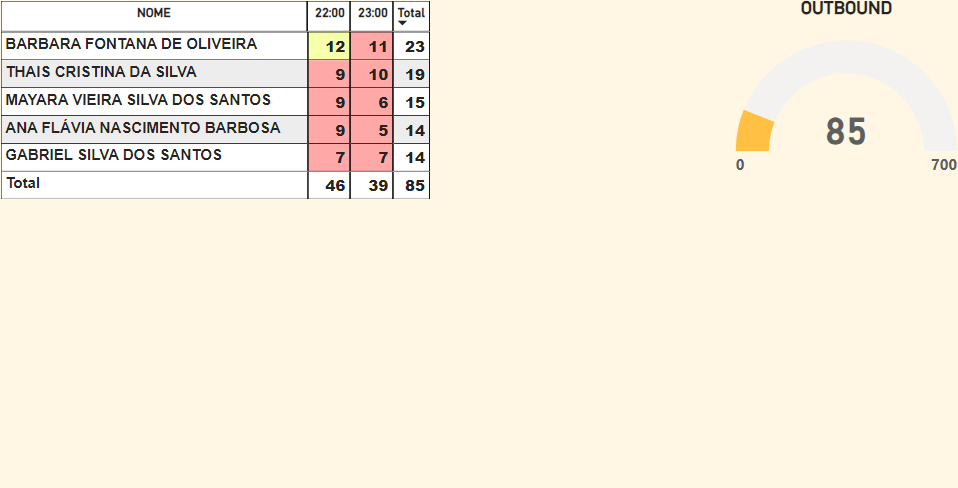 NOME 22:00 23:00 Total
BARBARA FONTANA DE OLIVEIRA 12 11 23
THAIS CRISTINA DA SILVA 9 10 19
MAYARA VIEIRA SILVA DOS SANTOS 9 6 15
ANA FLÁVIA NASCIMENTO BARBOSA 9 5 14
GABRIEL SILVA DOS SANTOS 7 7 14
Total 46 39 85
OUTBOUND
85
0 700